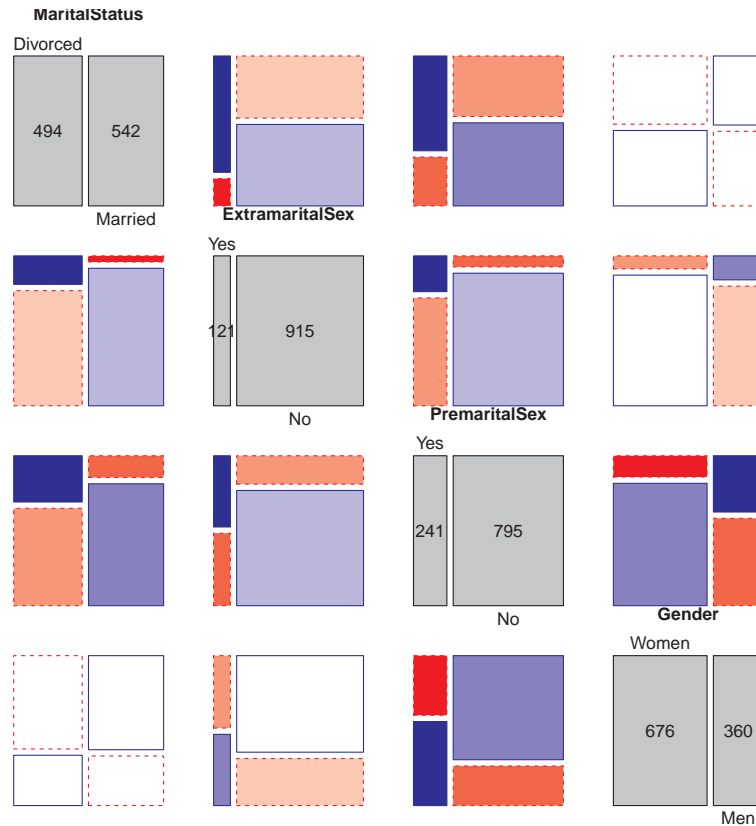 MaritalStatus
Divorced
494
542
Married
ExtramaritalSex
Yes
121
915
No
PremaritalSex
Yes
241
795
No
Gender
Women
676
360
Men